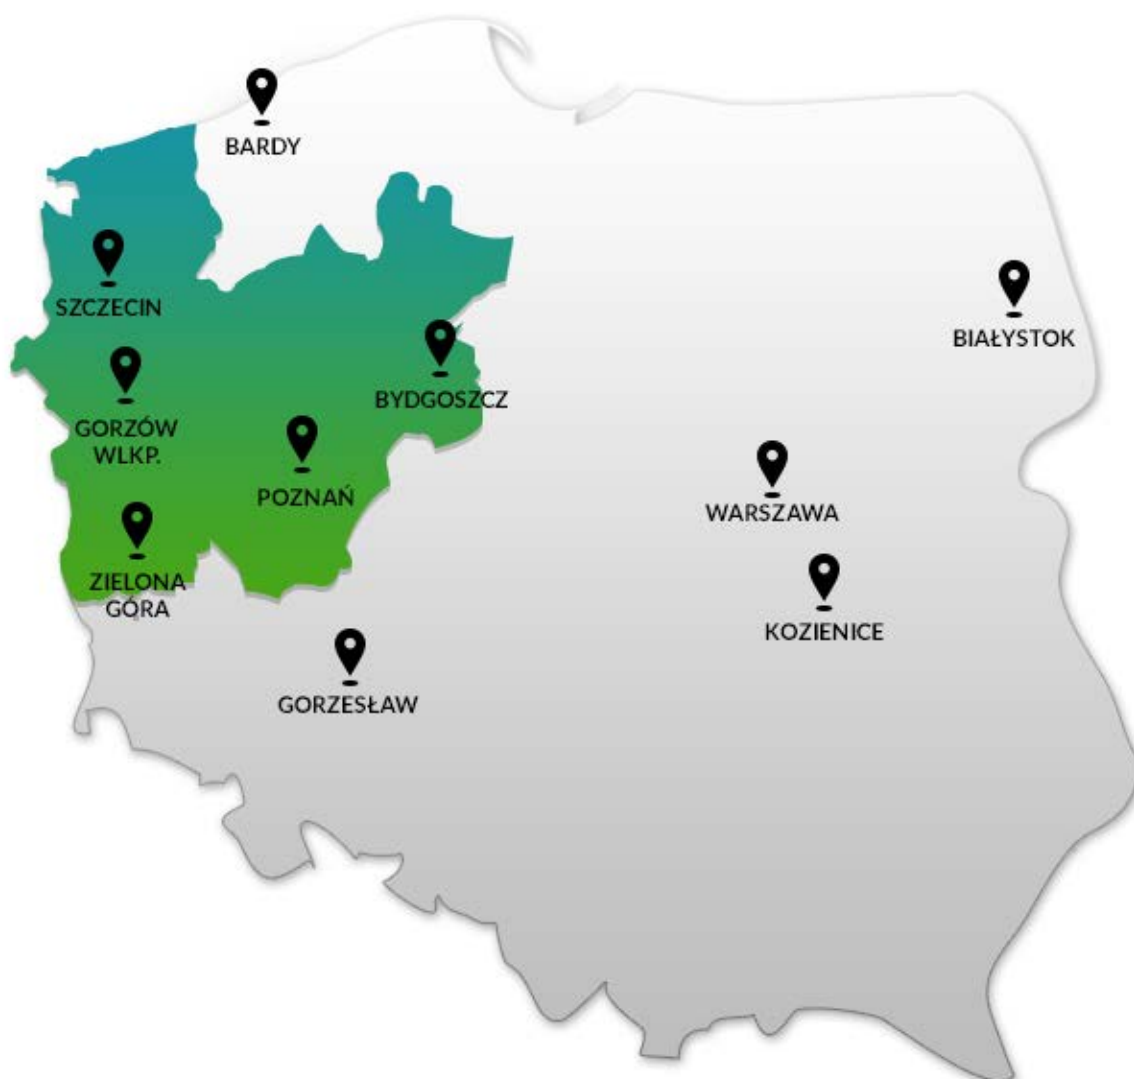 BARDY
SZCZECIN
BIAŁYSTOK
BYDGOSZCZ
GORZÓW
WLKP.
POZNAŃ
WARSZAWA
ZIELONA
GÓRA
KOZIENICE
GORZESŁAW